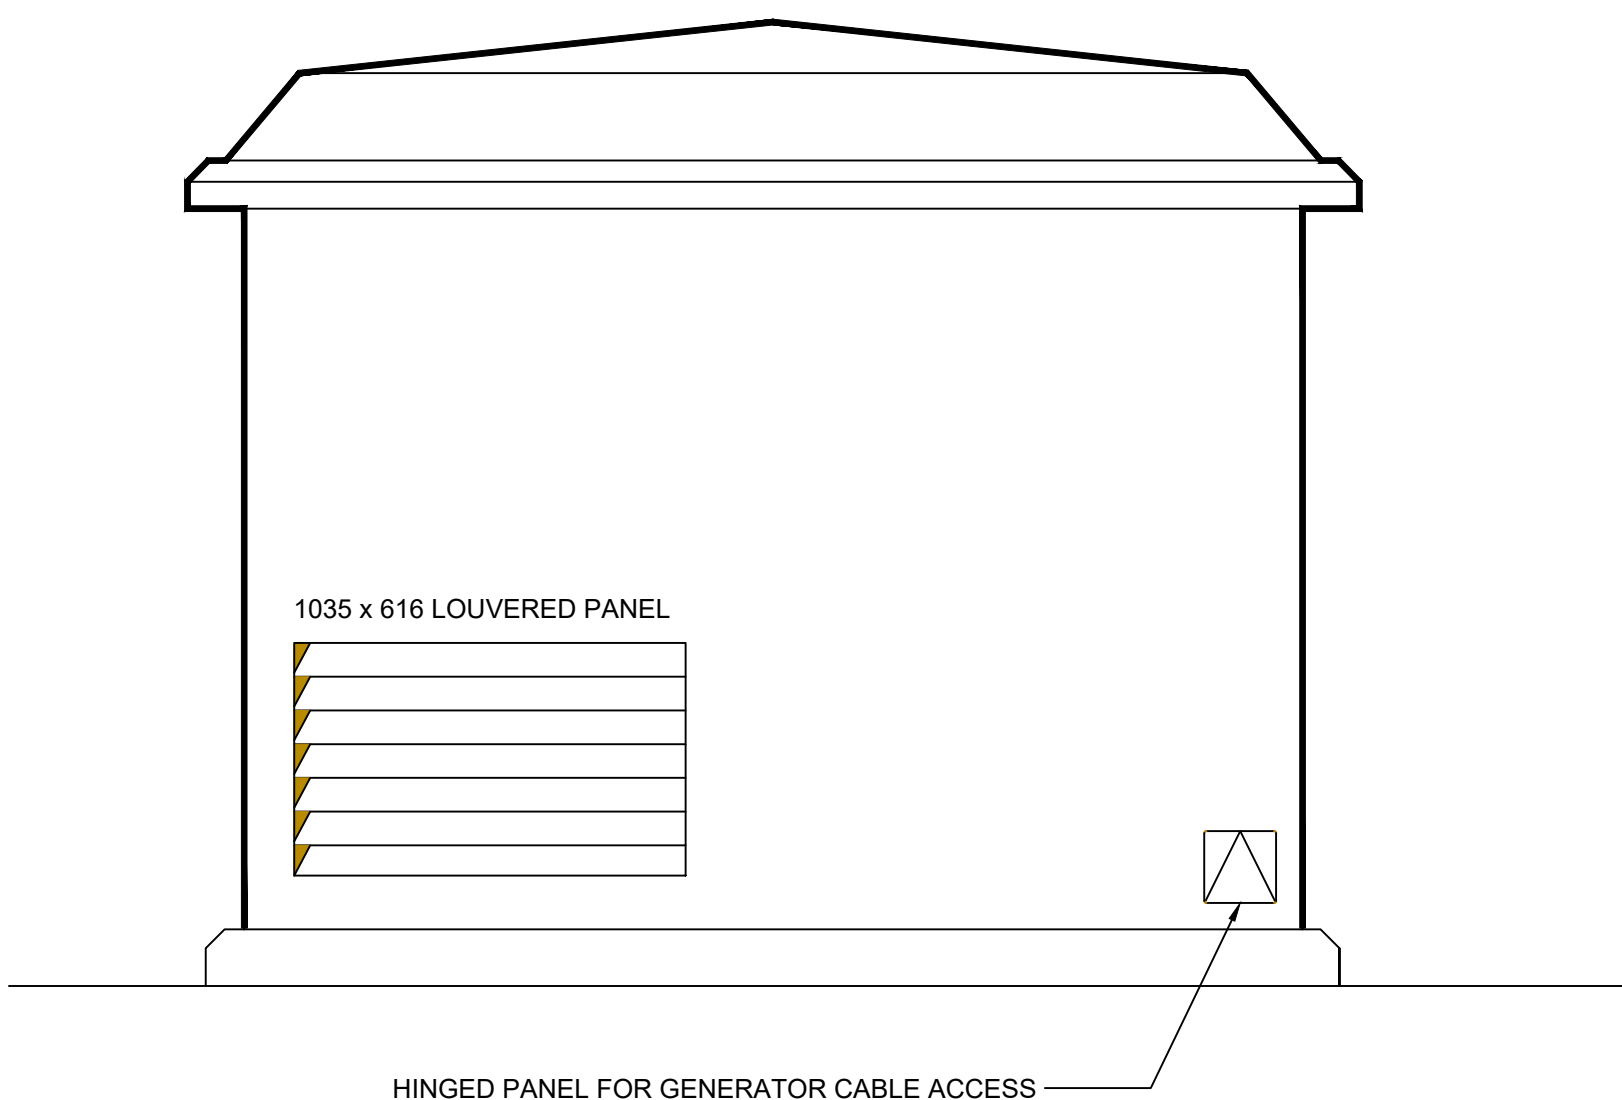 1035 x 616 LOUVERED PANEL
HINGED PANEL FOR GENERATOR CABLE ACCESS